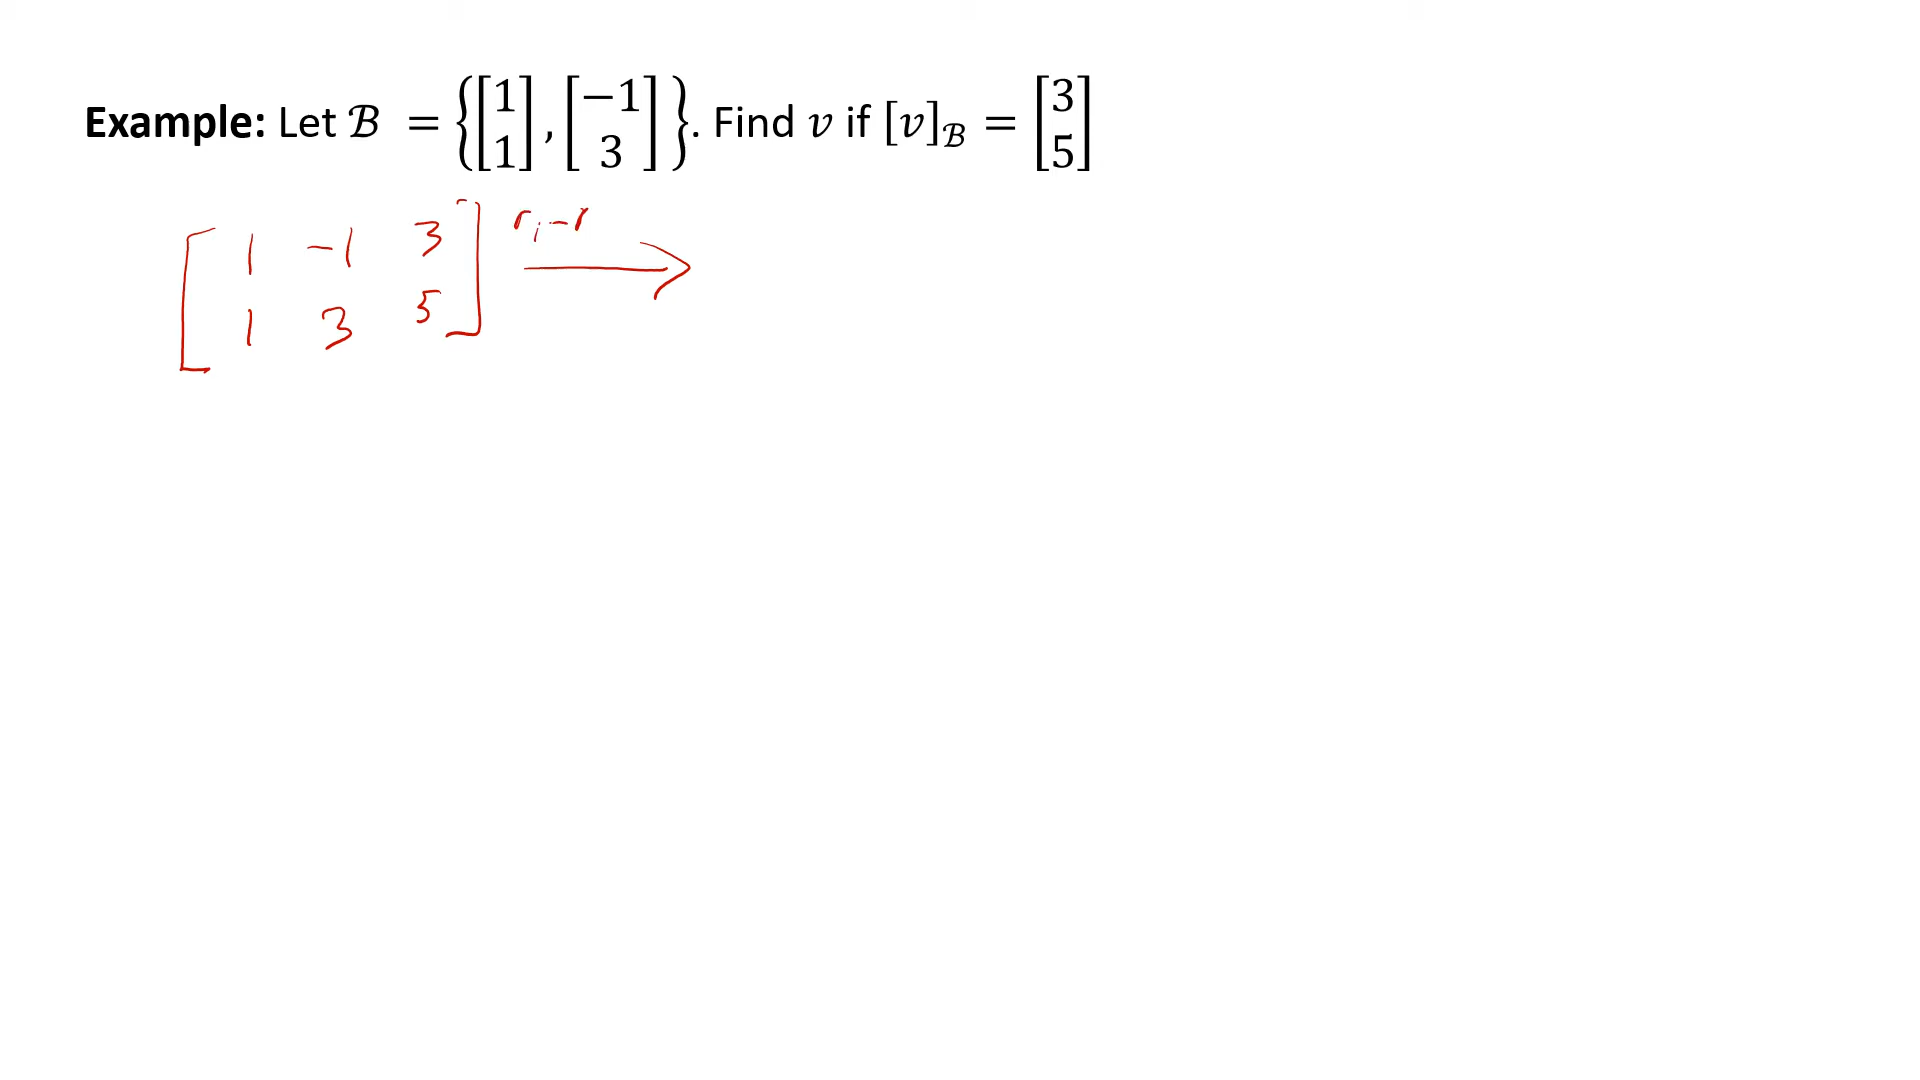 Example: Let ℬ = {[1 1], [−1 3]}. Find v if [v]ℬ = [3 5]
[1 -1 3
1 3 5]
r₁-r